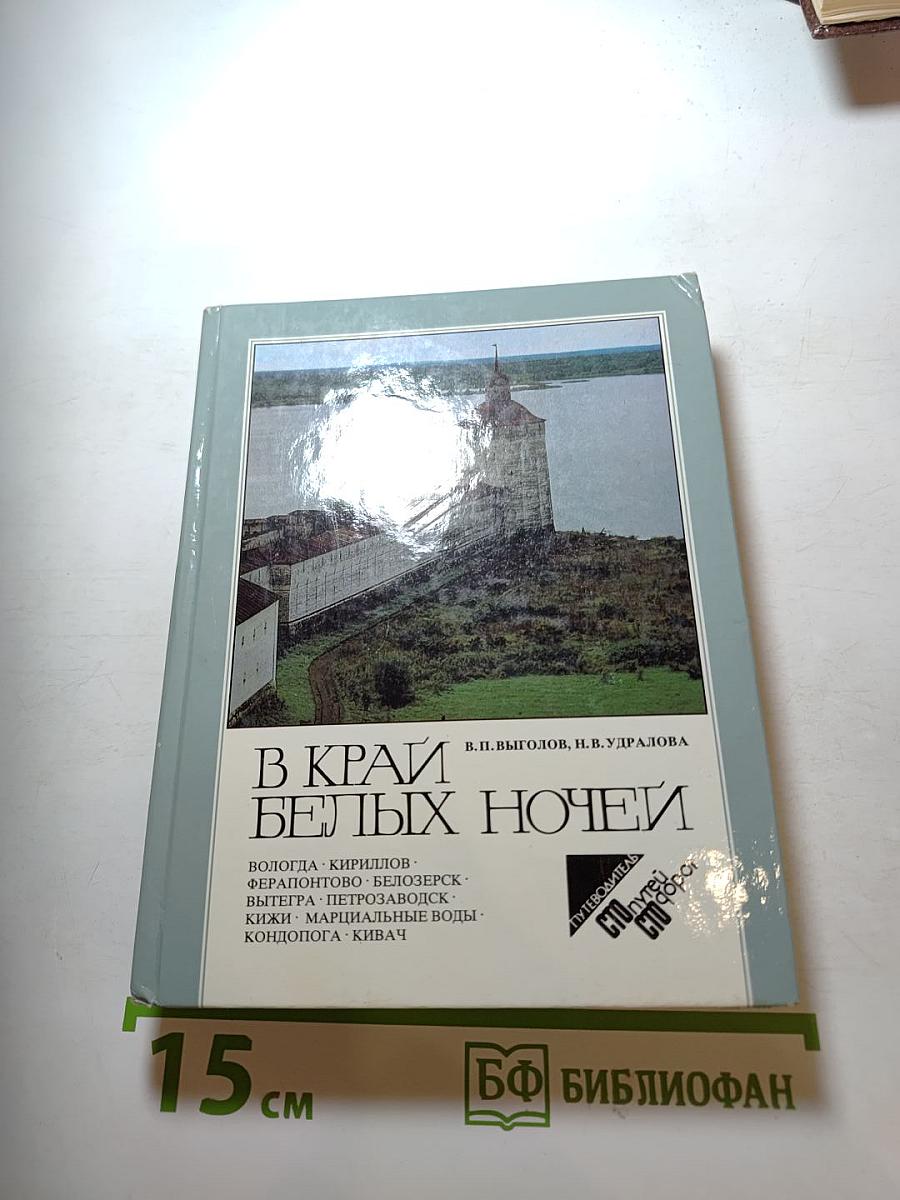 В. П. ВЫГОЛОВ, Н. В. УДРАЛОВА
В КРАЙ
БЕЛЫХ НОЧЕЙ
ВОЛОГДА · КИРИЛЛОВ ·
ФЕРАПОНТОВО · БЕЛОЗЕРСК ·
ВЫТЕГРА · ПЕТРОЗАВОДСК ·
КИЖИ · МАРЦИАЛЬНЫЕ ВОДЫ ·
КОНДОПОГА · КИВАЧ
ПУТЕВОДИТЕЛЬ
СТО путей
СТО дорог
15 см
БФ БИБЛИОФАН